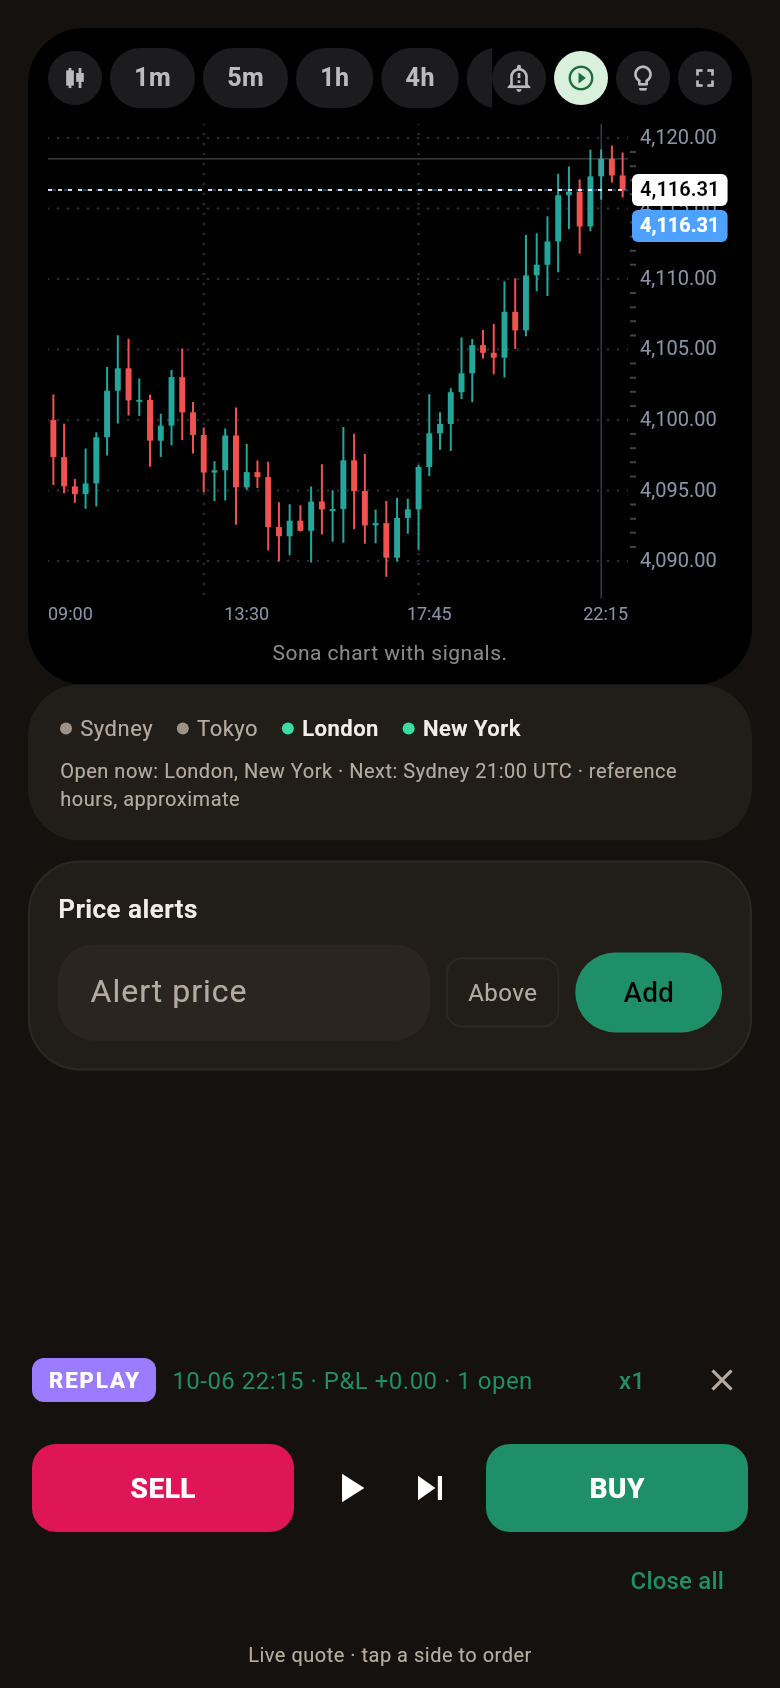 1m 5m 1h 4h
4,120.00
4,116.31
4,116.31
4,110.00
4,105.00
4,100.00
4,095.00
4,090.00
09:00 13:30 17:45 22:15
Sona chart with signals.
Sydney Tokyo London New York
Open now: London, New York · Next: Sydney 21:00 UTC · reference
hours, approximate
Price alerts
Alert price Above Add
REPLAY 10-06 22:15 · P&L +0.00 · 1 open x1
SELL BUY
Close all
Live quote · tap a side to order